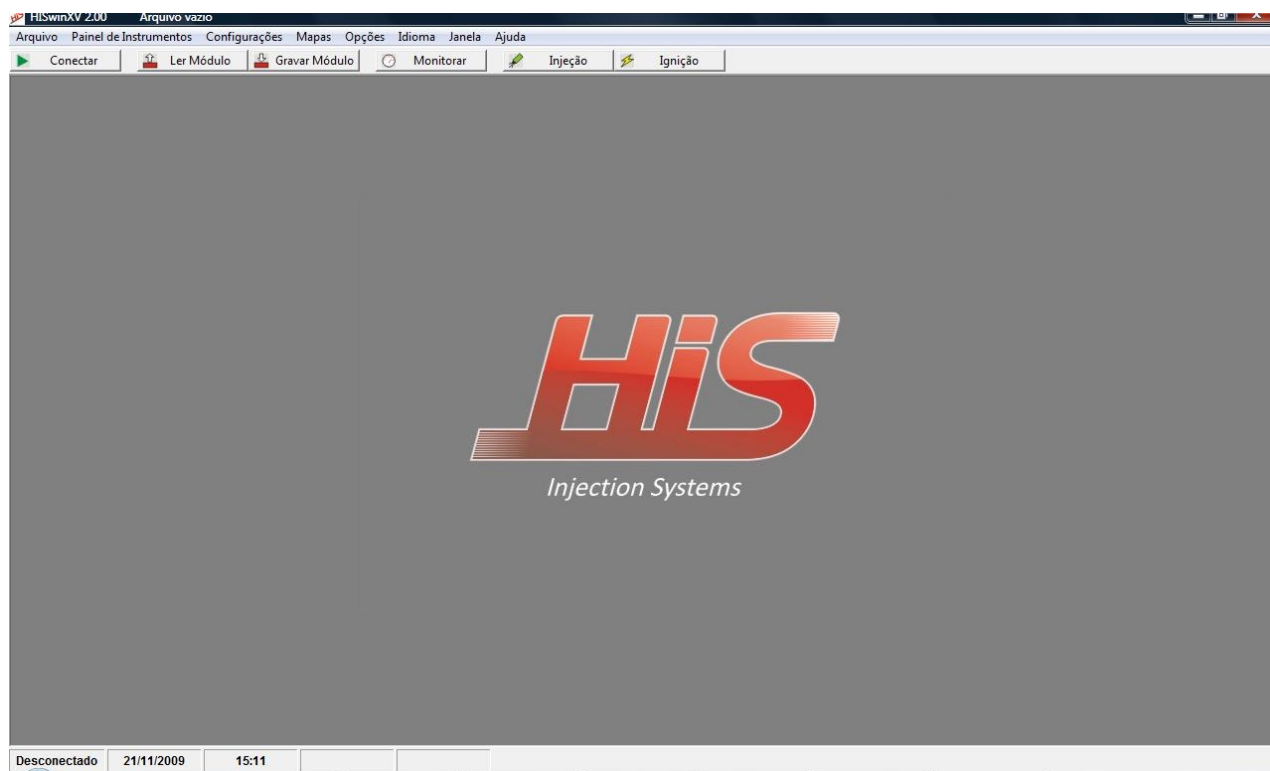 HISwinXV 2.00 Arquivo vazio
Arquivo Painel de Instrumentos Configurações Mapas Opções Idioma Janela Ajuda
Conectar Ler Módulo Gravar Módulo Monitorar Injeção Ignição
HiS
Injection Systems
Desconectado 21/11/2009 15:11